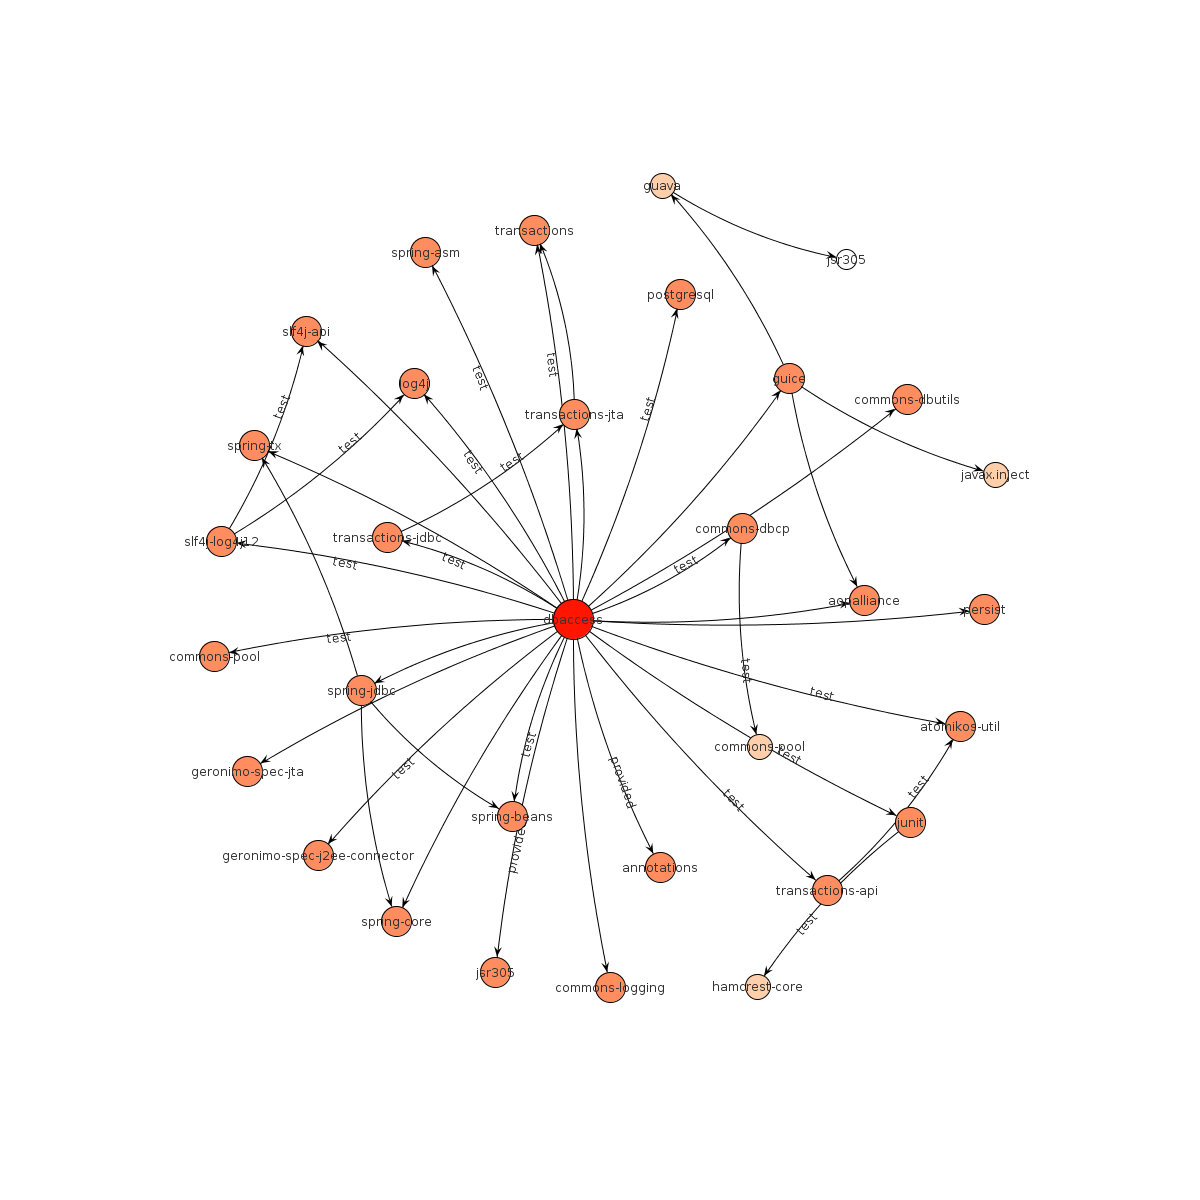 guava
transactions
spring-asm
jsr305
postgresql
slf4j-api
test
test
guice
log4j
commons-dbutils
test
test
transactions-jta
test
spring-tx
test
test
javax.inject
commons-dbcp
transactions-jdbc
slf4j-log4j12
test
test
test
aopalliance
persist
dbaccess
test
commons-pool
spring-jdbc
test
test
atomikos-util
test
commons-pool
test
geronimo-spec-jta
test
provided
test
test
spring-beans
junit
provided
geronimo-spec-j2ee-connector
annotations
transactions-api
spring-core
test
jsr305
commons-logging
hamcrest-core